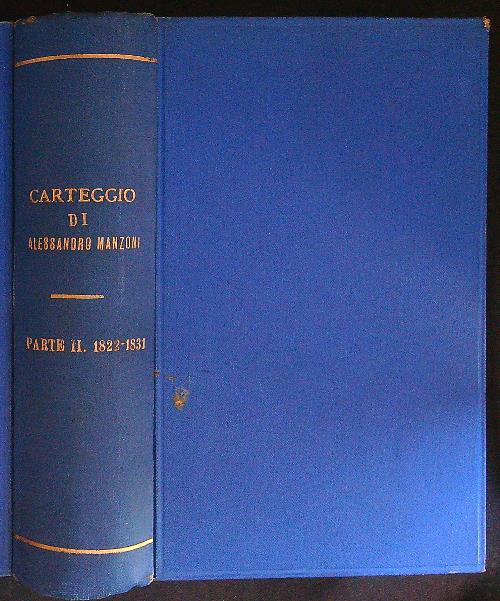 CARTEGGIO
DI
ALESSANDRO MANZONI
PARTE II. 1822-1831